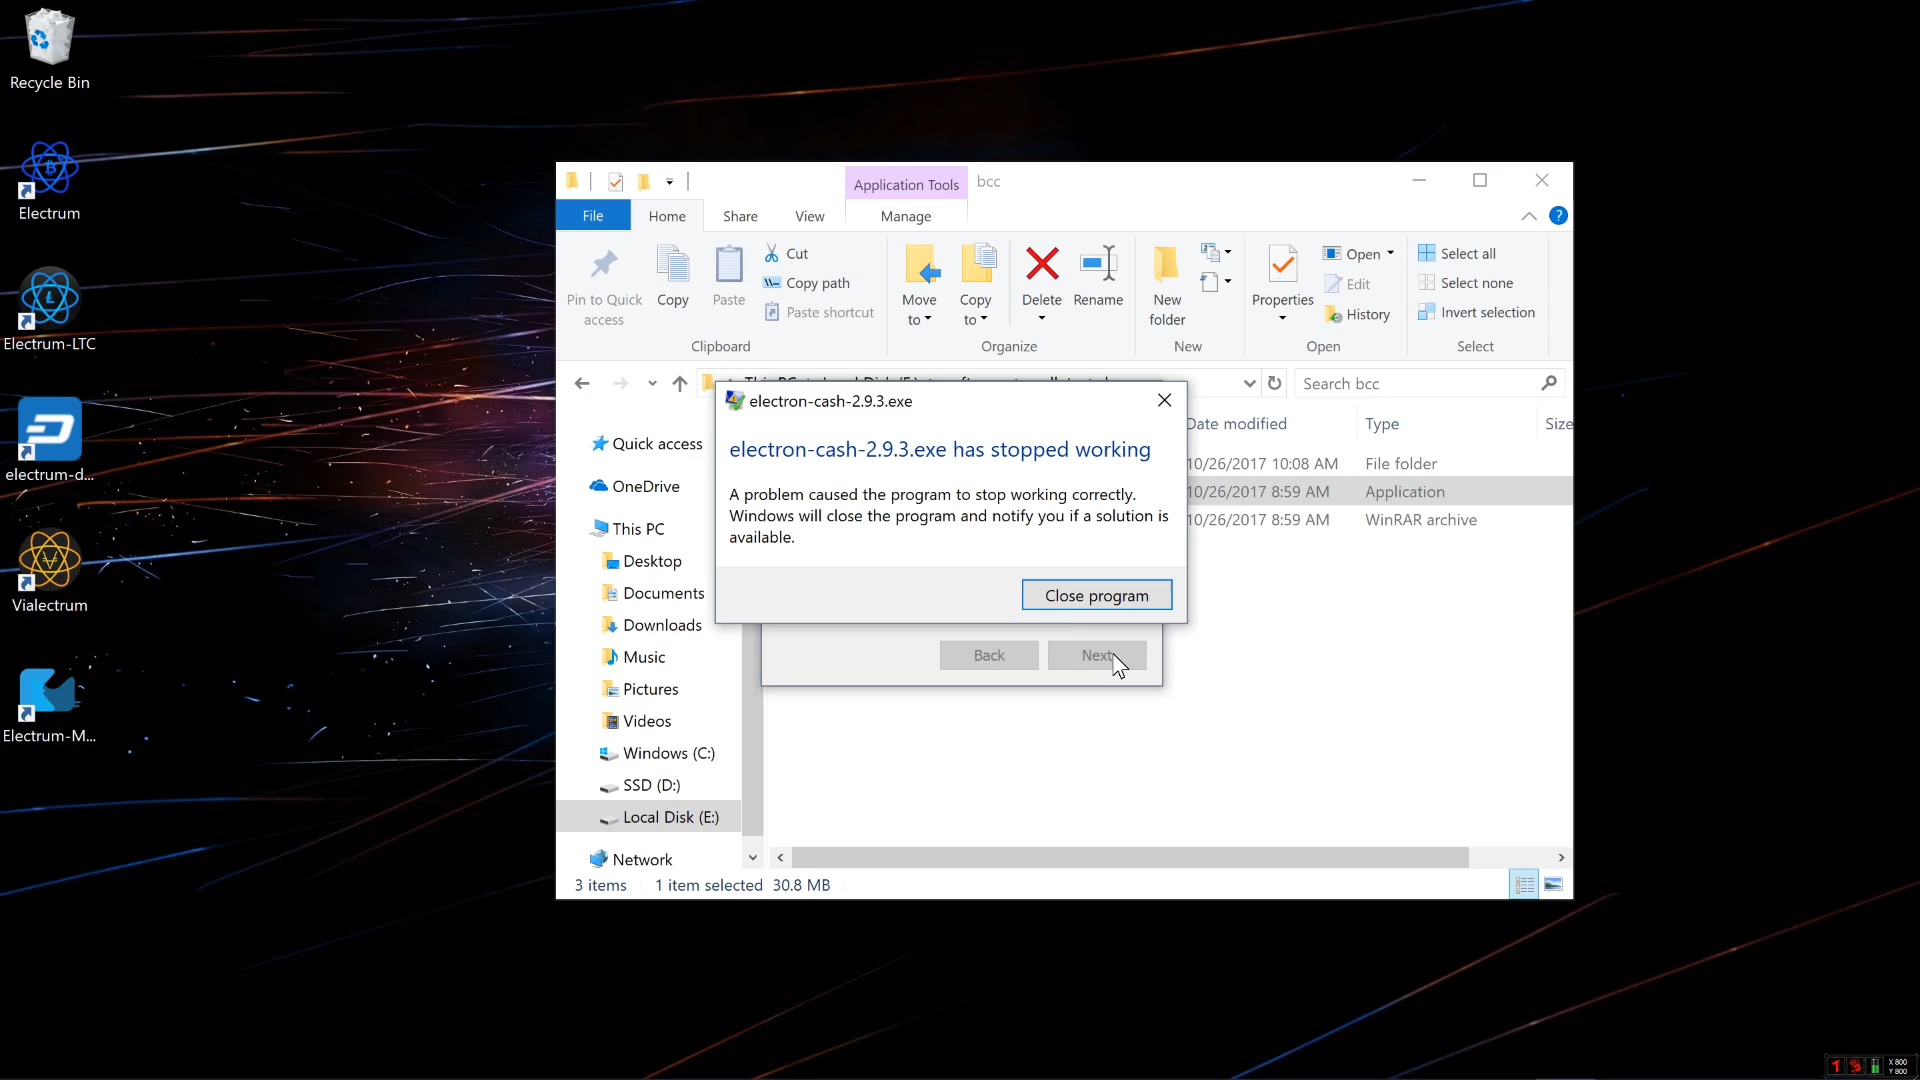 Recycle Bin
Electrum
Electrum-LTC
electrum-d...
Vialectrum
Electrum-M...
Application Tools
bcc
File
Home
Share
View
Manage
Pin to Quick
access
Copy
Paste
Cut
Copy path
Paste shortcut
Clipboard
Move
to
Copy
to
Delete
Rename
Organize
New
folder
New
Properties
Open
Edit
History
Open
Select all
Select none
Invert selection
Select
Search bcc
Quick access
OneDrive
This PC
Desktop
Documents
Downloads
Music
Pictures
Videos
Windows (C:)
SSD (D:)
Local Disk (E:)
Network
Date modified
Type
Size
10/26/2017 10:08 AM
File folder
10/26/2017 8:59 AM
Application
10/26/2017 8:59 AM
WinRAR archive
electron-cash-2.9.3.exe
electron-cash-2.9.3.exe has stopped working
A problem caused the program to stop working correctly.
Windows will close the program and notify you if a solution is
available.
Close program
Back
Next
3 items
1 item selected
30.8 MB
X 800
Y 800